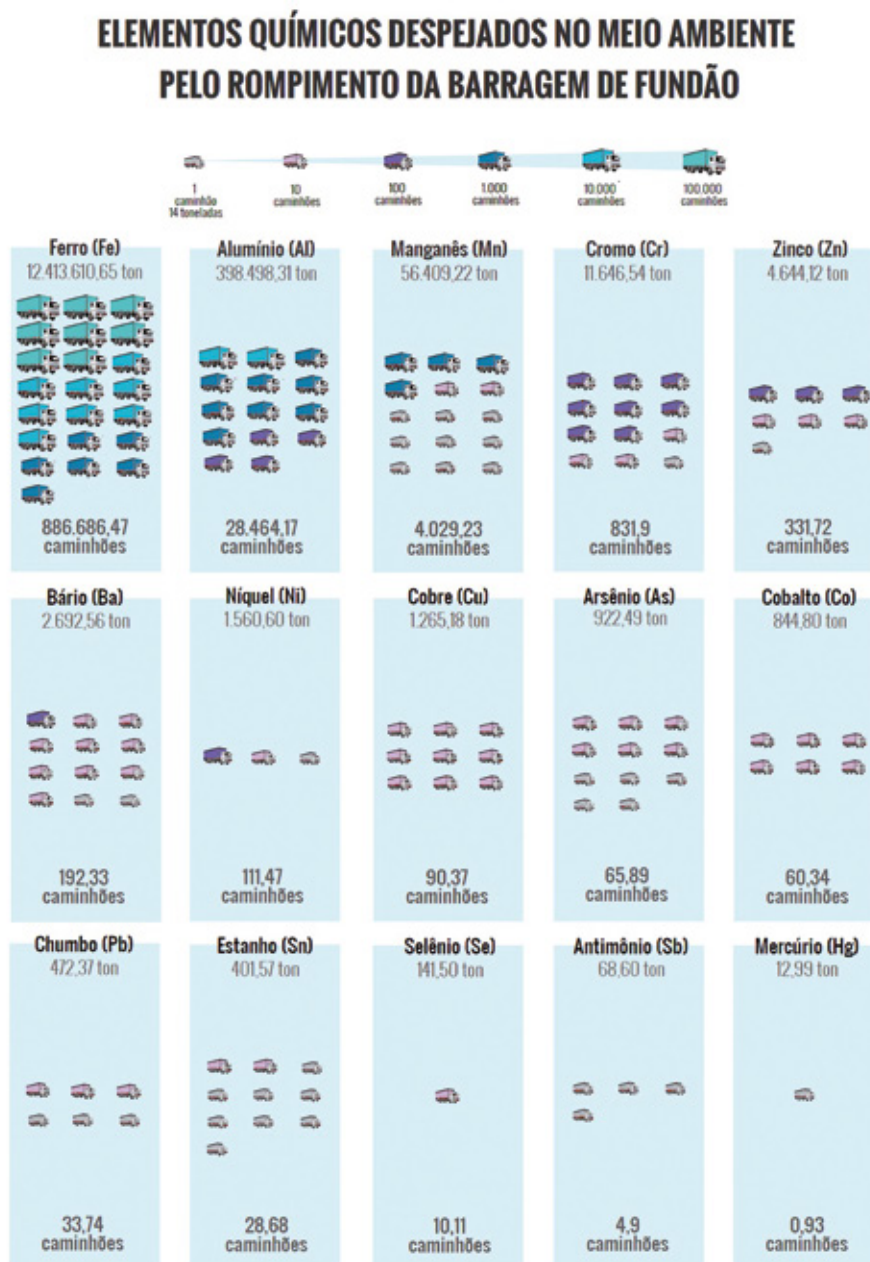 ELEMENTOS QUÍMICOS DESPEJADOS NO MEIO AMBIENTE
PELO ROMPIMENTO DA BARRAGEM DE FUNDÃO
1
caminhão
14 toneladas
10
caminhões
100
caminhões
1.000
caminhões
10.000
caminhões
100.000
caminhões
Ferro (Fe)
12.413.610,65 ton
886.686,47
caminhões
Alumínio (Al)
398.498,31 ton
28.464,17
caminhões
Manganês (Mn)
56.409,22 ton
4.029,23
caminhões
Cromo (Cr)
11.646,54 ton
831,9
caminhões
Zinco (Zn)
4.644,12 ton
331,72
caminhões
Bário (Ba)
2.692,56 ton
192,33
caminhões
Níquel (Ni)
1.560,60 ton
111,47
caminhões
Cobre (Cu)
1.265,18 ton
90,37
caminhões
Arsênio (As)
922,49 ton
65,89
caminhões
Cobalto (Co)
844,80 ton
60,34
caminhões
Chumbo (Pb)
472,37 ton
33,74
caminhões
Estanho (Sn)
401,57 ton
28,68
caminhões
Selênio (Se)
141,50 ton
10,11
caminhões
Antimônio (Sb)
68,60 ton
4,9
caminhões
Mercúrio (Hg)
12,99 ton
0,93
caminhões